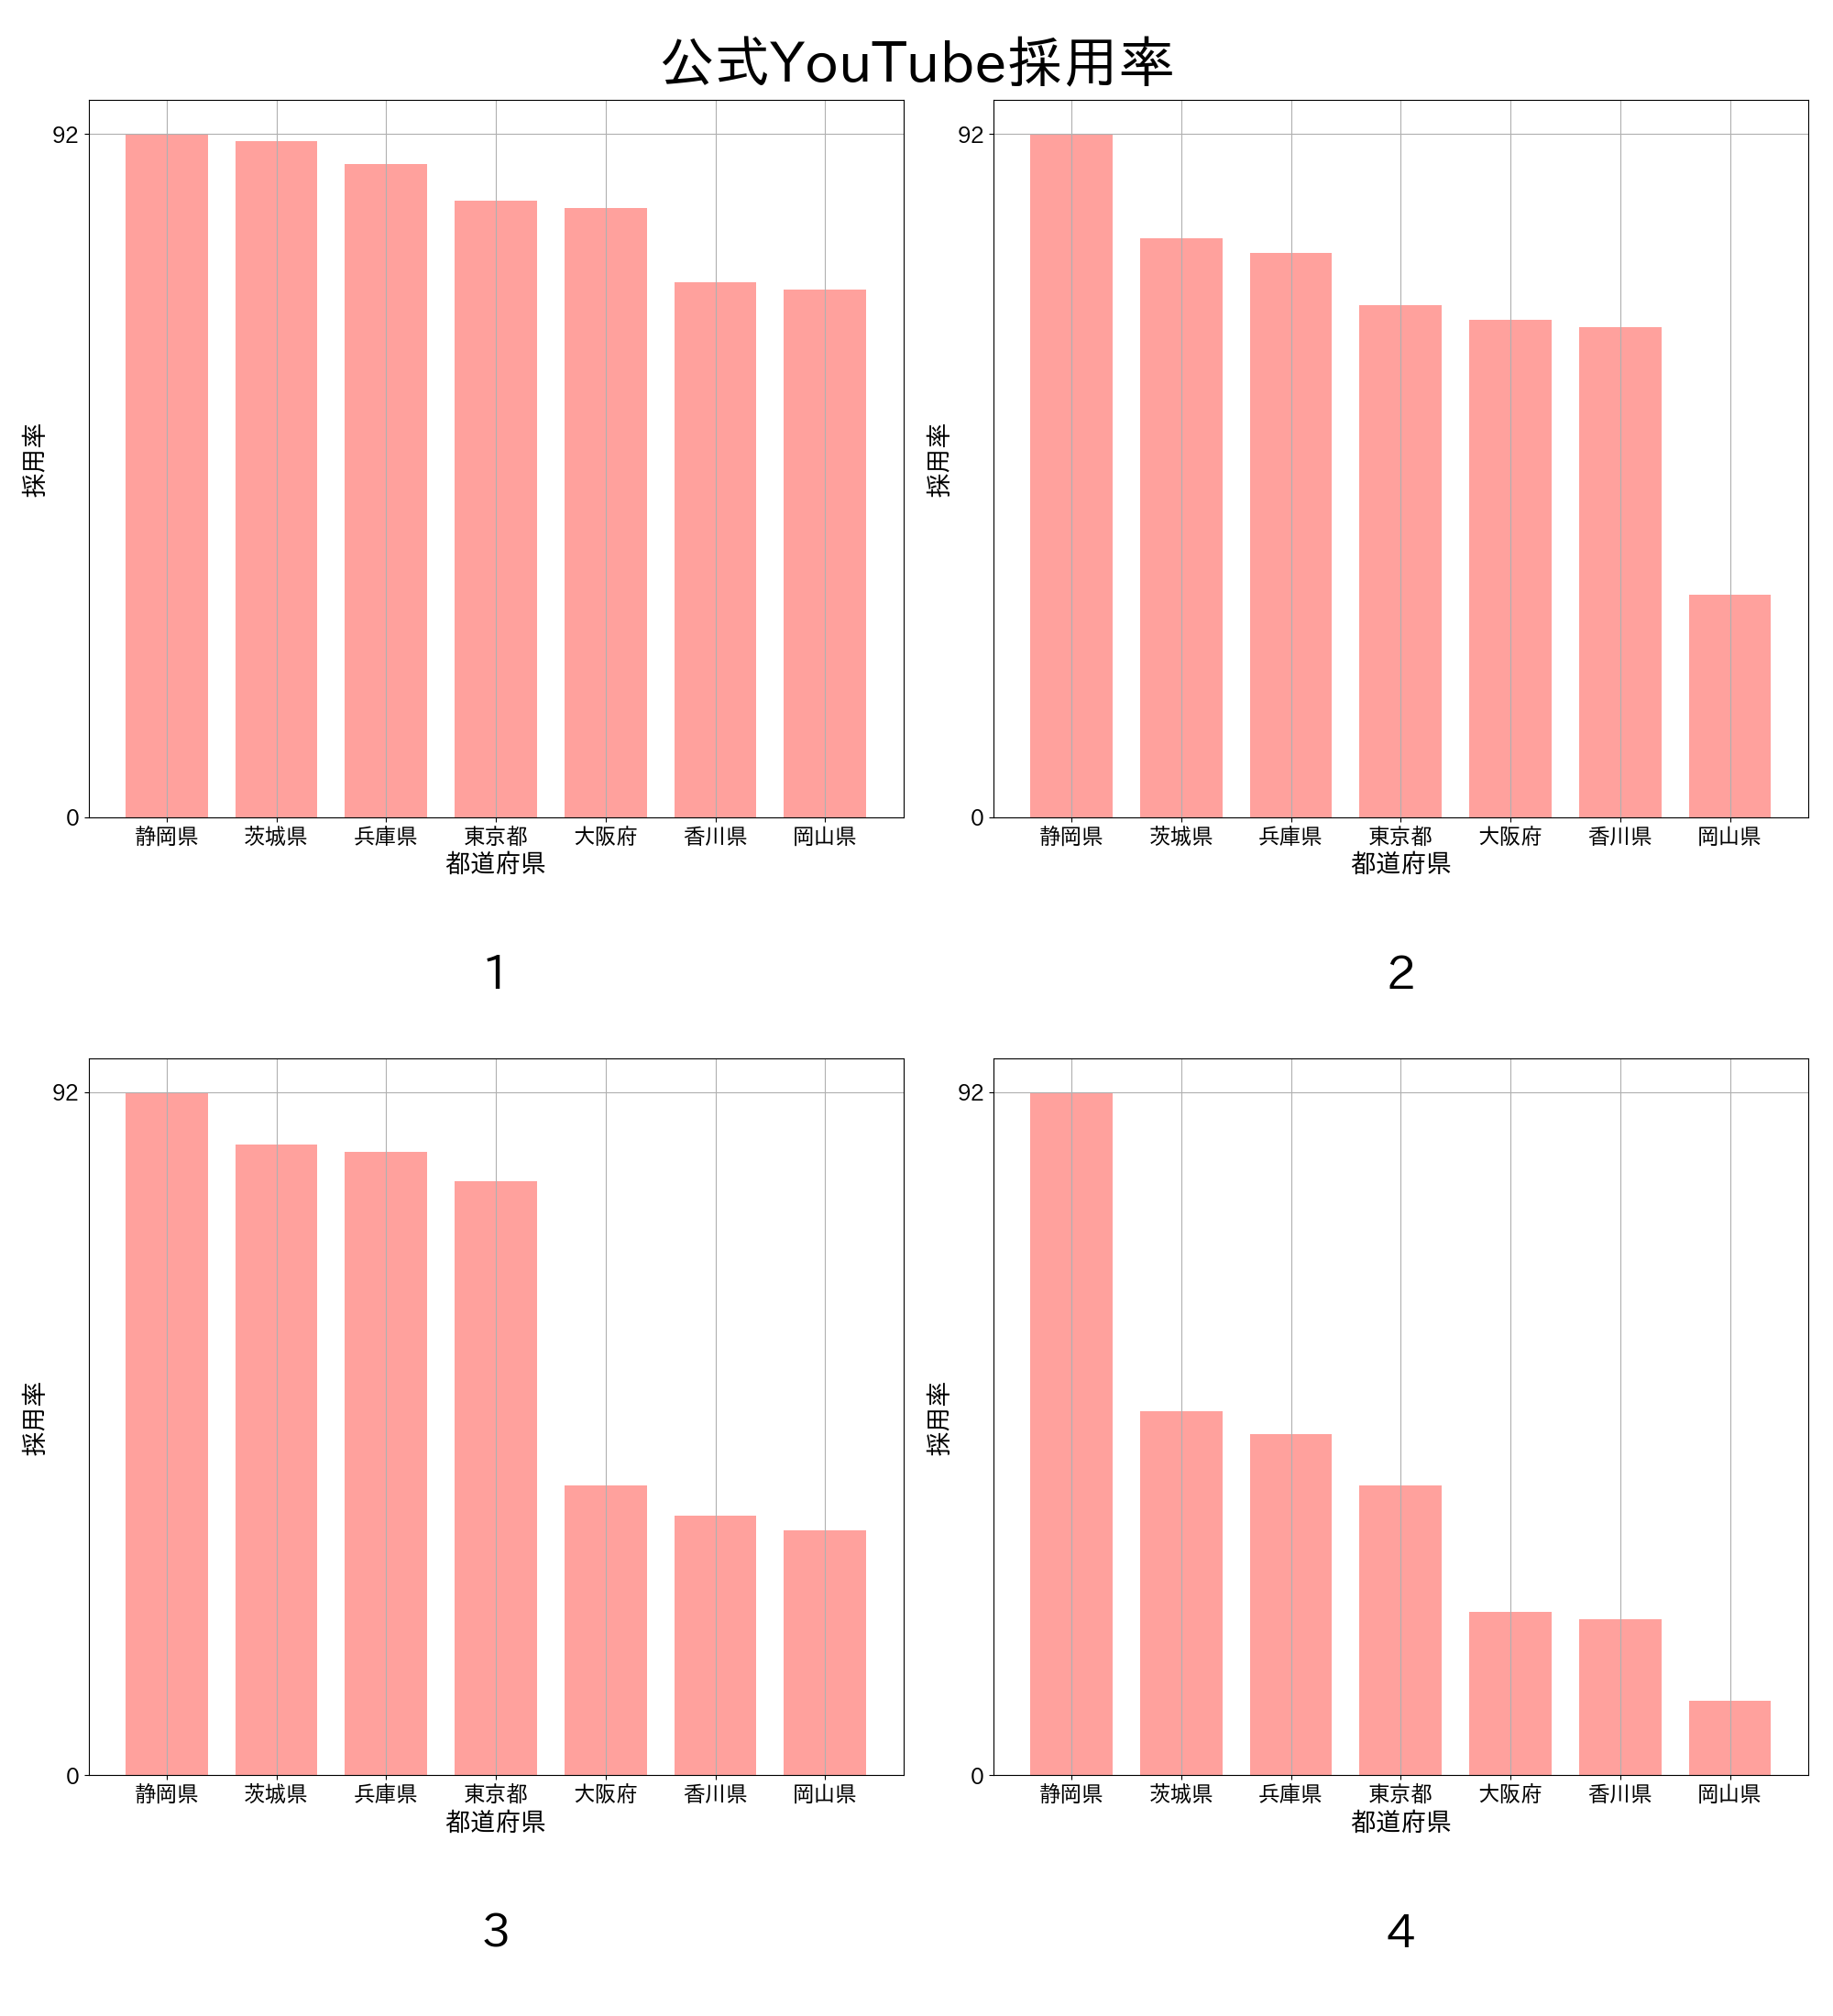 公式YouTube採用率
92
0
採用率
静岡県 茨城県 兵庫県 東京都 大阪府 香川県 岡山県
都道府県
1
92
0
採用率
静岡県 茨城県 兵庫県 東京都 大阪府 香川県 岡山県
都道府県
2
92
0
採用率
静岡県 茨城県 兵庫県 東京都 大阪府 香川県 岡山県
都道府県
3
92
0
採用率
静岡県 茨城県 兵庫県 東京都 大阪府 香川県 岡山県
都道府県
4